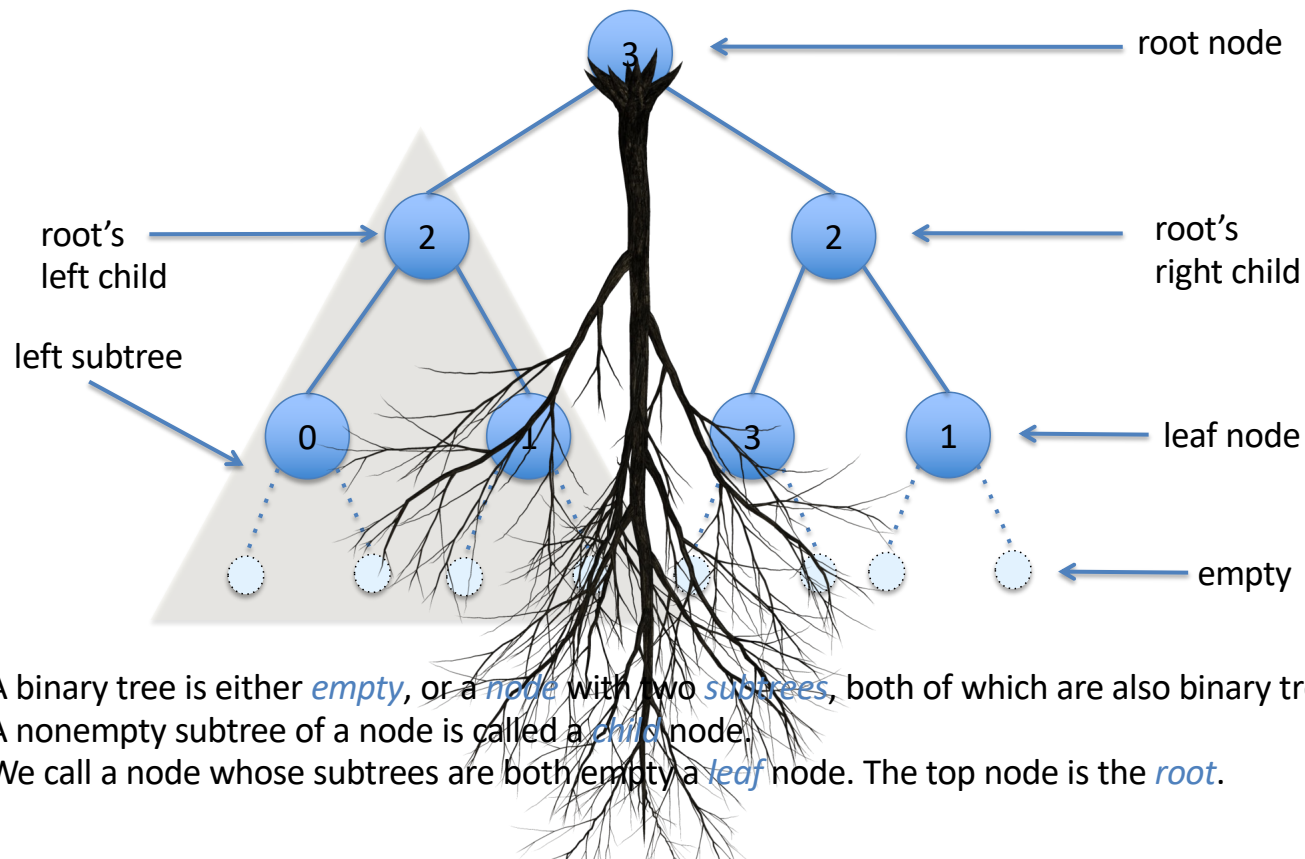 3
root node
root's
left child
2
2
root's
right child
left subtree
0
1
3
1
leaf node
empty
A binary tree is either empty, or a node with two subtrees, both of which are also binary
A nonempty subtree of a node is called a child node.
We call a node whose subtrees are both empty a leaf node. The top node is the root.